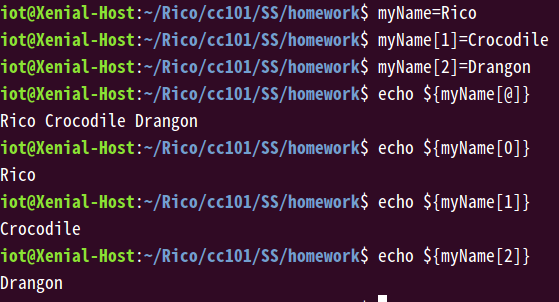 iot@Xenial-Host:~/Rico/cc101/SS/homework$ myName=Rico
iot@Xenial-Host:~/Rico/cc101/SS/homework$ myName[1]=Crocodile
iot@Xenial-Host:~/Rico/cc101/SS/homework$ myName[2]=Drangon
iot@Xenial-Host:~/Rico/cc101/SS/homework$ echo ${myName[@]}
Rico Crocodile Drangon
iot@Xenial-Host:~/Rico/cc101/SS/homework$ echo ${myName[0]}
Rico
iot@Xenial-Host:~/Rico/cc101/SS/homework$ echo ${myName[1]}
Crocodile
iot@Xenial-Host:~/Rico/cc101/SS/homework$ echo ${myName[2]}
Drangon